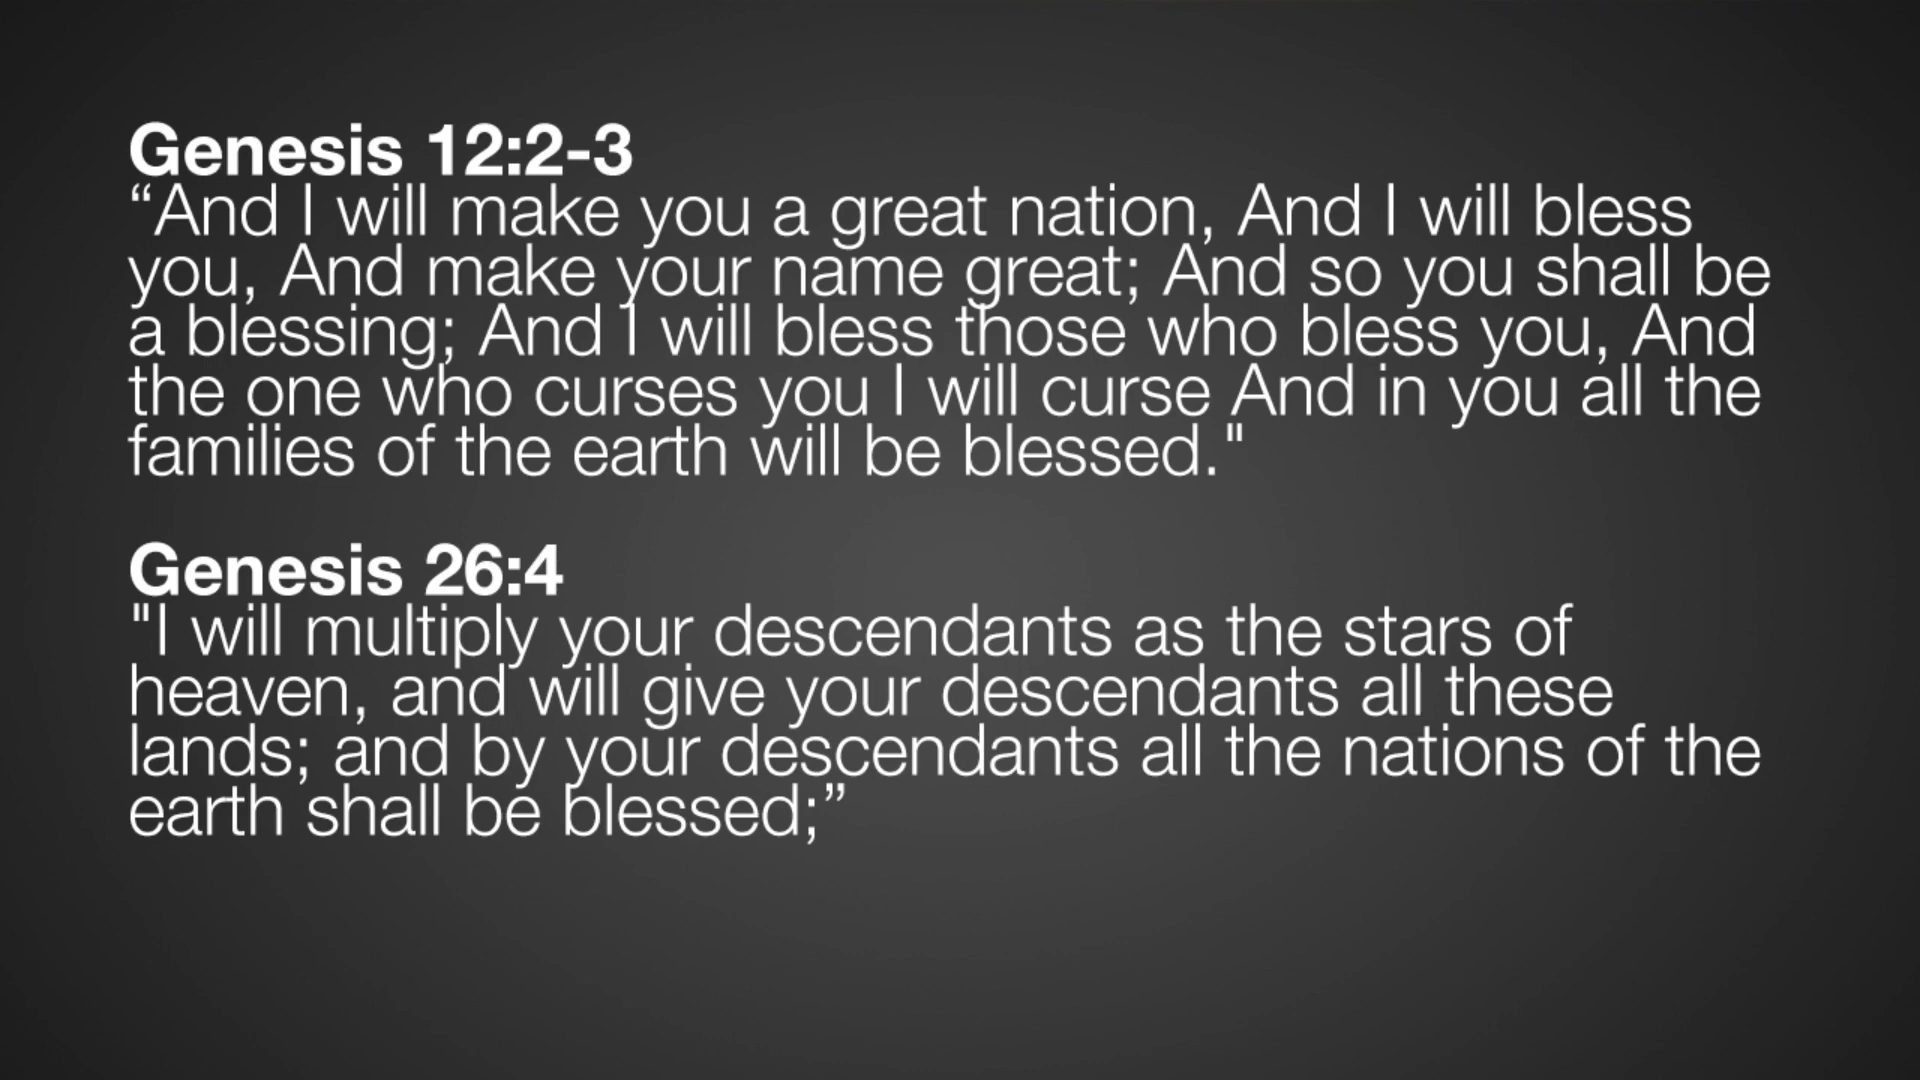 Genesis 12:2-3
“And I will make you a great nation, And I will bless
you, And make your name great; And so you shall be
a blessing; And I will bless those who bless you, And
the one who curses you I will curse And in you all the
families of the earth will be blessed."
Genesis 26:4
"I will multiply your descendants as the stars of
heaven, and will give your descendants all these
lands; and by your descendants all the nations of the
earth shall be blessed;”